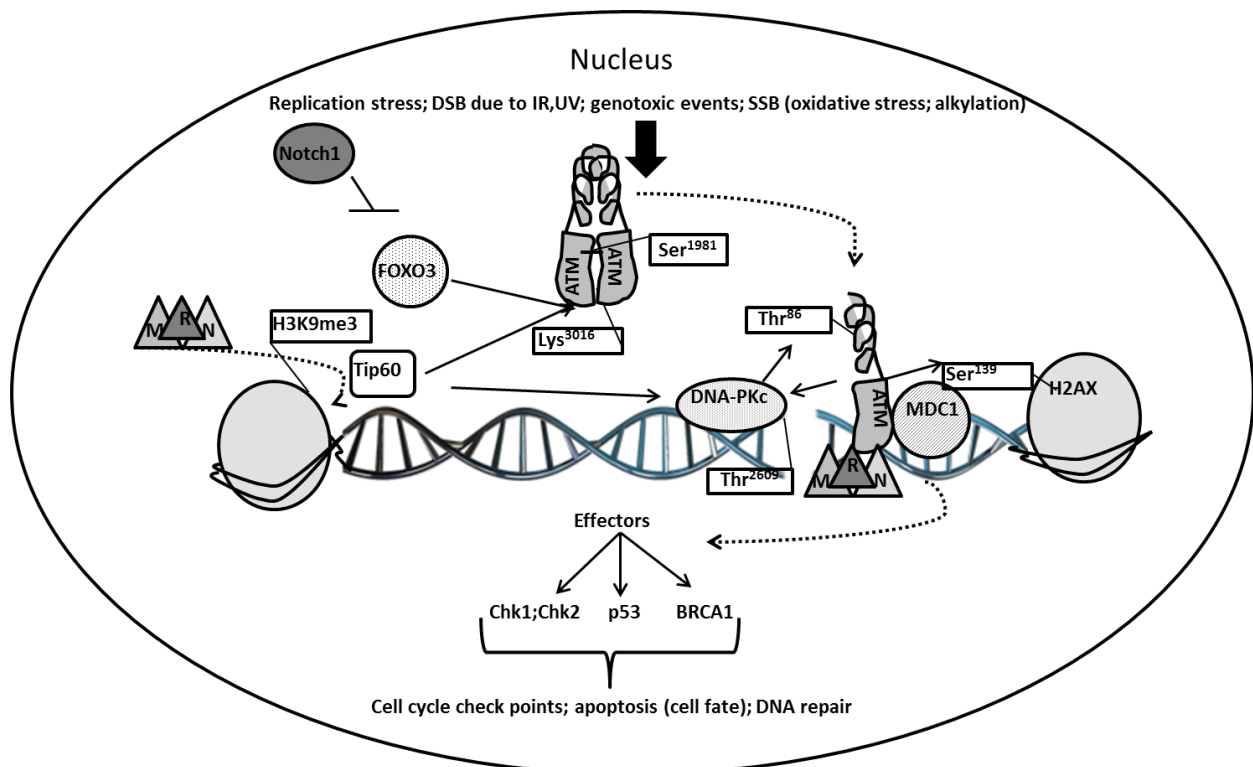 Nucleus
Replication stress; DSB due to IR,UV; genotoxic events; SSB (oxidative stress; alkylation)
Notch1
ATM
ATM
Ser1981
FOXO3
M R N
H3K9me3
Lys3016
Thr86
Tip60
Ser139
H2AX
DNA-PKc
ATM
MDC1
Thr2609
M R N
Effectors
Chk1;Chk2 p53 BRCA1
Cell cycle check points; apoptosis (cell fate); DNA repair